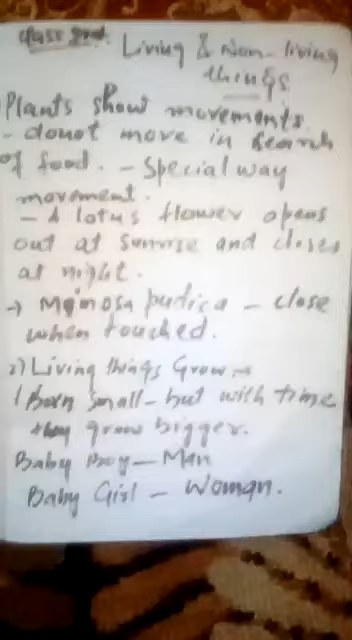 class 3rd. Living & Non-living
things
Plants show movements.
- donot move in search
of food. - Special way
movement.
- A lotus flower opens
out at sunrise and closes
at night.
→ Mimosa pudica - close
when touched.
2) Living things Grow →
Born small - but with time
they grow bigger.
Baby Boy - Man
Baby Girl - Woman.